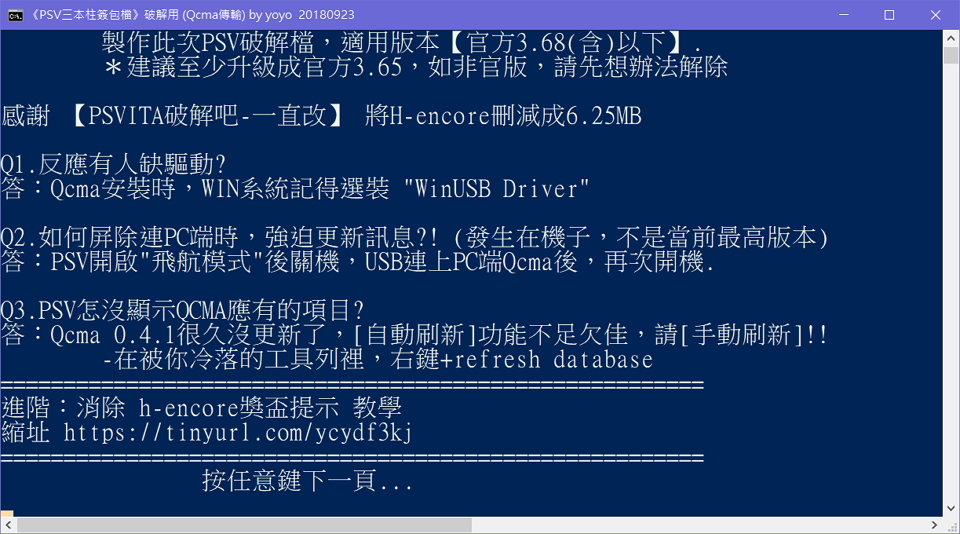 《PSV三本柱簽包檔》破解用 (Qcma傳輸) by yoyo  20180923
製作此次PSV破解檔，適用版本【官方3.68(含)以下】.
＊建議至少升級成官方3.65，如非官版，請先想辦法解除
感謝 【PSVITA破解吧-一直改】 將H-encore刪減成6.25MB
Q1.反應有人缺驅動?
答：Qcma安裝時，WIN系統記得選裝 "WinUSB Driver"
Q2.如何屏除連PC端時，強迫更新訊息?! (發生在機子，不是當前最高版本)
答：PSV開啟"飛航模式"後關機，USB連上PC端Qcma後，再次開機.
Q3.PSV怎沒顯示QCMA應有的項目?
答：Qcma 0.4.1很久沒更新了，[自動刷新]功能不足欠佳，請[手動刷新]!!
-在被你冷落的工具列裡，右鍵+refresh database
========================================================
進階：消除 h-encore獎盃提示 教學
縮址 https://tinyurl.com/ycydf3kj
========================================================
按任意鍵下一頁...